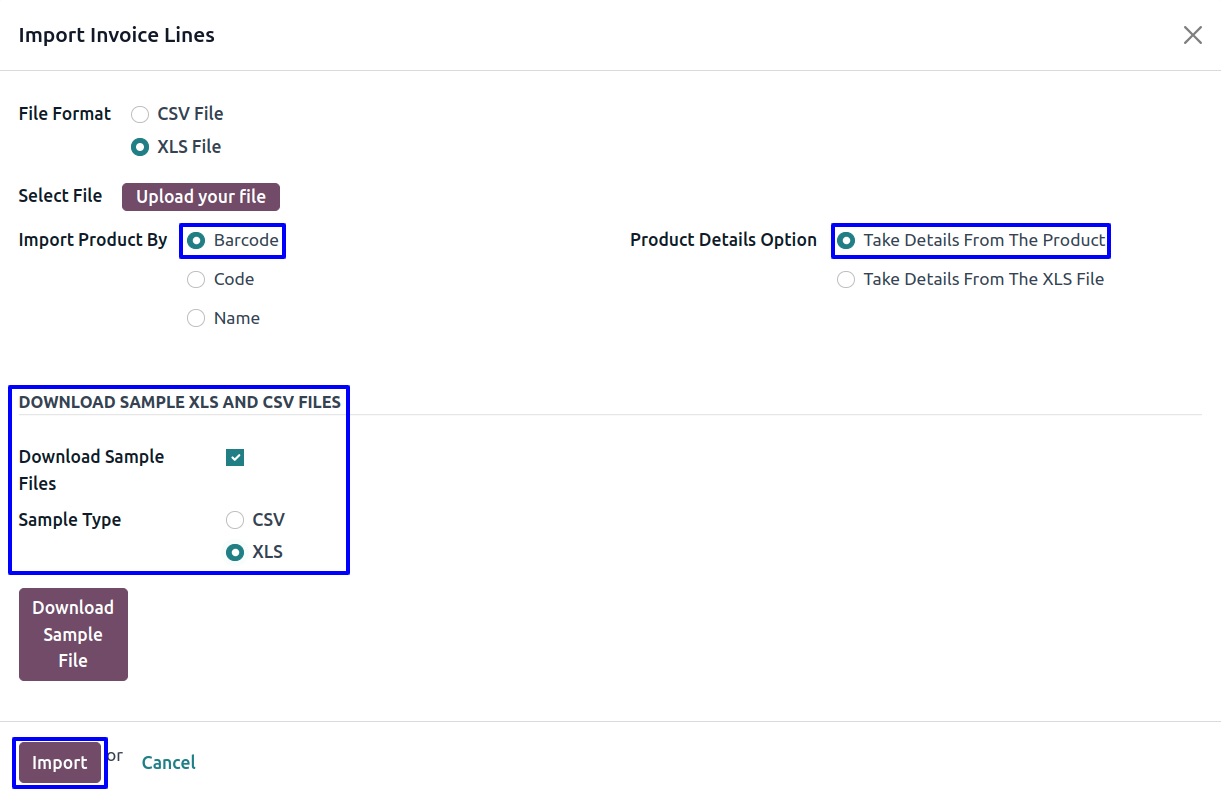 Import Invoice Lines
File Format
CSV File
XLS File
Select File
Upload your file
Import Product By
Barcode
Code
Name
Product Details Option
Take Details From The Product
Take Details From The XLS File
DOWNLOAD SAMPLE XLS AND CSV FILES
Download Sample
Files
Sample Type
CSV
XLS
Download
Sample
File
Import
or
Cancel